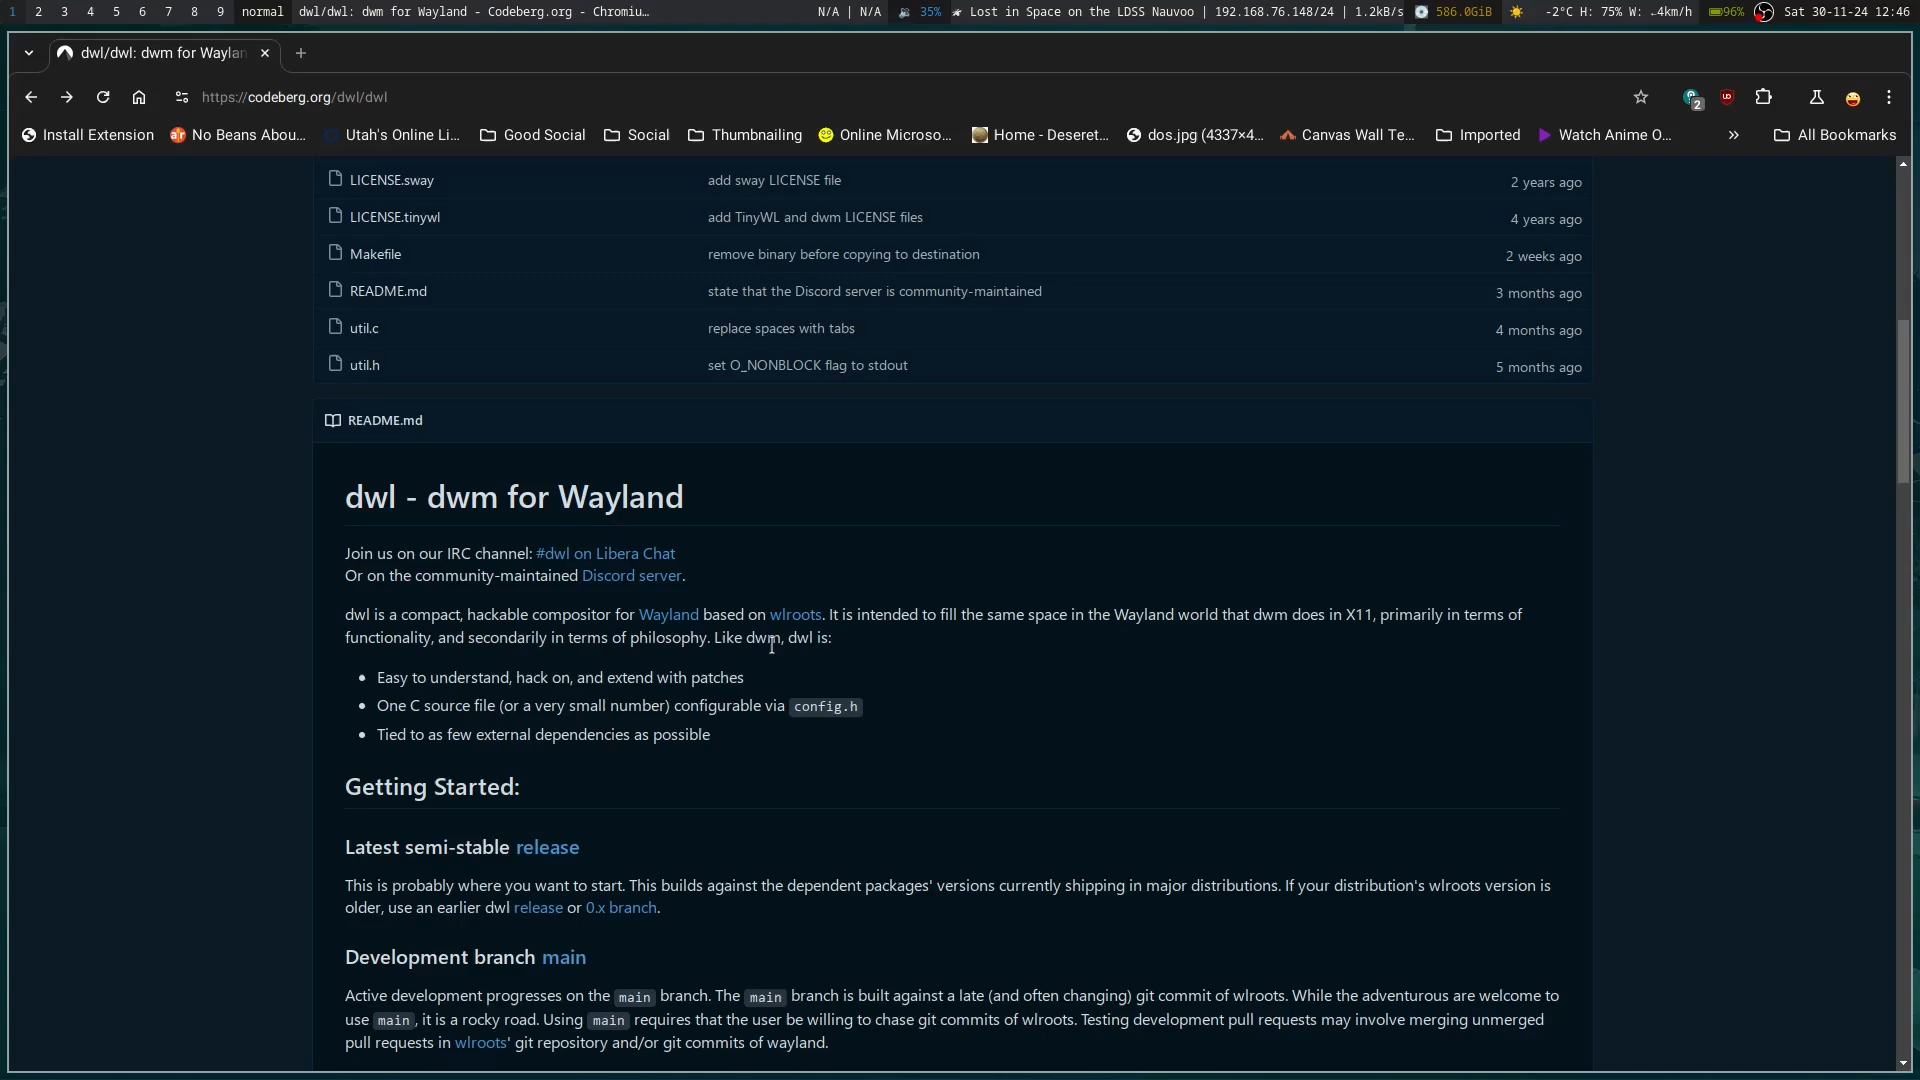 1 2 3 4 5 6 7 8 9 normal dwl/dwl: dwm for Wayland - Codeberg.org - Chromiu… N/A | N/A 35% Lost in Space on the LDSS Nauvoo | 192.168.76.148/24 | 1.2kB/s 586.0GiB -2°C H: 75% W: ←4km/h 96% Sat 30-11-24 12:46
dwl/dwl: dwm for Waylan
https://codeberg.org/dwl/dwl
2
Install Extension No Beans Abou… Utah's Online Li… Good Social Social Thumbnailing Online Microso… Home - Deseret… dos.jpg (4337×4… Canvas Wall Te… Imported Watch Anime O… » All Bookmarks
LICENSE.sway add sway LICENSE file 2 years ago
LICENSE.tinywl add TinyWL and dwm LICENSE files 4 years ago
Makefile remove binary before copying to destination 2 weeks ago
README.md state that the Discord server is community-maintained 3 months ago
util.c replace spaces with tabs 4 months ago
util.h set O_NONBLOCK flag to stdout 5 months ago
README.md
dwl - dwm for Wayland
Join us on our IRC channel: #dwl on Libera Chat
Or on the community-maintained Discord server.
dwl is a compact, hackable compositor for Wayland based on wlroots. It is intended to fill the same space in the Wayland world that dwm does in X11, primarily in terms of
functionality, and secondarily in terms of philosophy. Like dwm, dwl is:
• Easy to understand, hack on, and extend with patches
• One C source file (or a very small number) configurable via config.h
• Tied to as few external dependencies as possible
Getting Started:
Latest semi-stable release
This is probably where you want to start. This builds against the dependent packages' versions currently shipping in major distributions. If your distribution's wlroots version is
older, use an earlier dwl release or 0.x branch.
Development branch main
Active development progresses on the main branch. The main branch is built against a late (and often changing) git commit of wlroots. While the adventurous are welcome to
use main, it is a rocky road. Using main requires that the user be willing to chase git commits of wlroots. Testing development pull requests may involve merging unmerged
pull requests in wlroots' git repository and/or git commits of wayland.